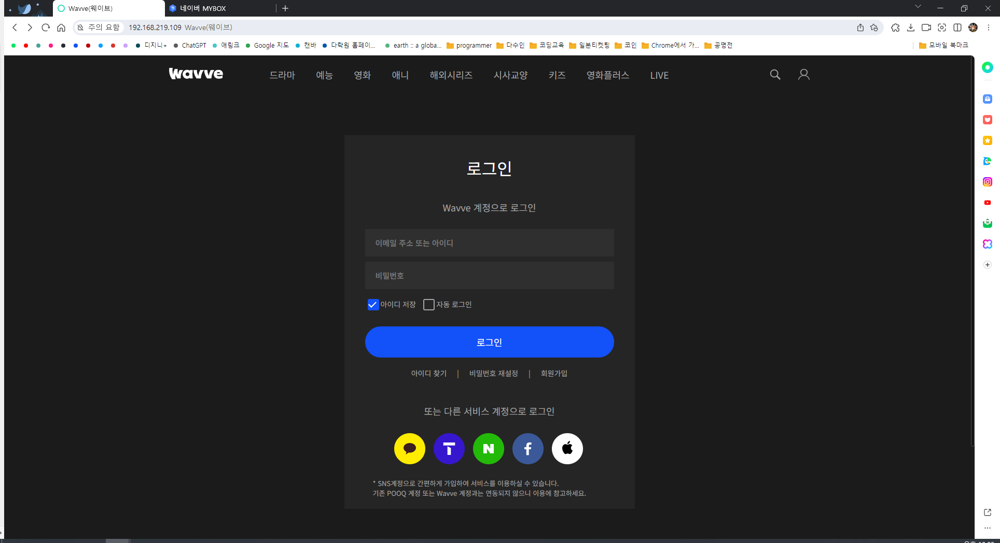 Wavve(웨이브)
네이버 MYBOX
주의 요함
192.168.219.109 Wavve(웨이브)
디지니+
ChatGPT
애링크
Google 지도
캔바
다락원 홈페이...
earth :: a globa...
programmer
다수인
코딩교육
일본티켓팅
코인
Chrome에서 가...
공명전
모바일 북마크
wavve
드라마
예능
영화
애니
해외시리즈
시사교양
키즈
영화플러스
LIVE
로그인
Wavve 계정으로 로그인
이메일 주소 또는 아이디
비밀번호
아이디 저장
자동 로그인
로그인
아이디 찾기 | 비밀번호 재설정 | 회원가입
또는 다른 서비스 계정으로 로그인
* SNS계정으로 간편하게 가입하여 서비스를 이용하실 수 있습니다.
기존 POOQ 계정 또는 Wavve 계정과는 연동되지 않으니 이용에 참고하세요.